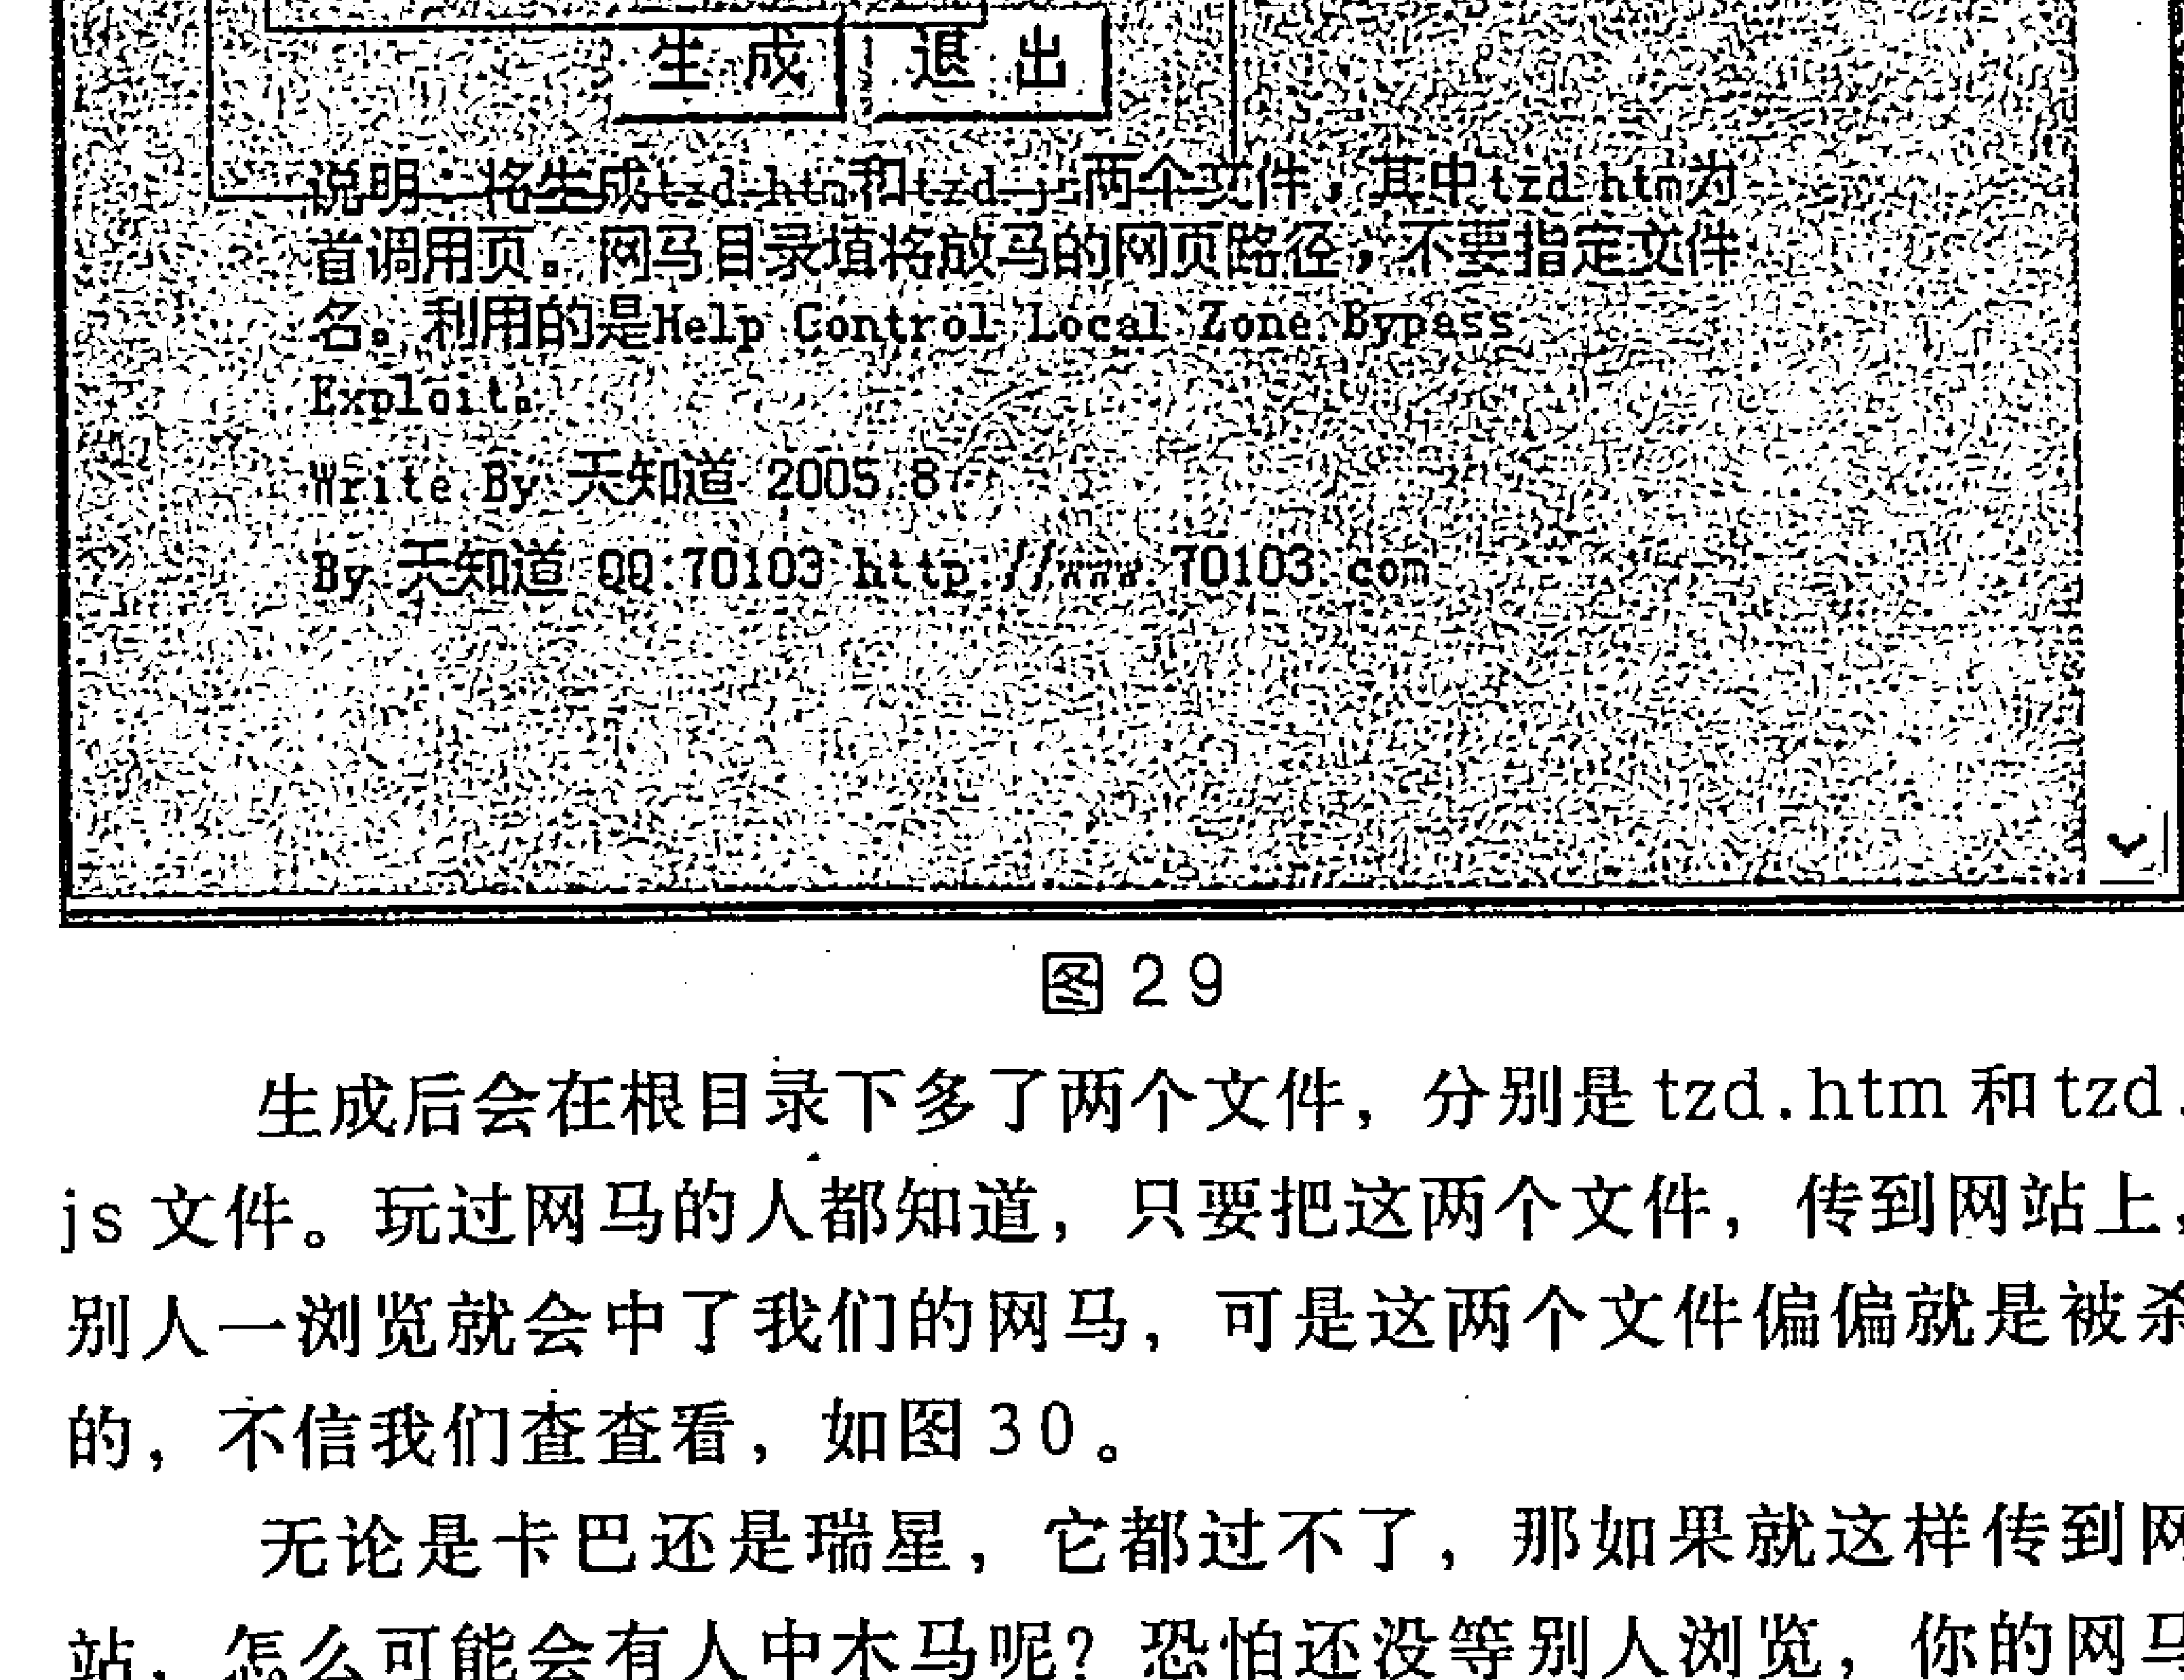 生成 退出
说明：将生成tzd.htm和tzd.js两个文件，其中tzd.htm为
首调用页。网马目录填将放马的网页路径，不要指定文件
名。利用的是Help Control Local Zone Bypass
Exploit。
Write By 天知道 2005.8
By 天知道 QQ:70103 http://www.70103.com
图29
生成后会在根目录下多了两个文件，分别是tzd.htm和tzd.
js文件。玩过网马的人都知道，只要把这两个文件，传到网站上，
别人一浏览就会中了我们的网马，可是这两个文件偏偏就是被杀
的，不信我们查查看，如图30。
无论是卡巴还是瑞星，它都过不了，那如果就这样传到网
站，怎么可能会有人中木马呢？恐怕还没等别人浏览，你的网马